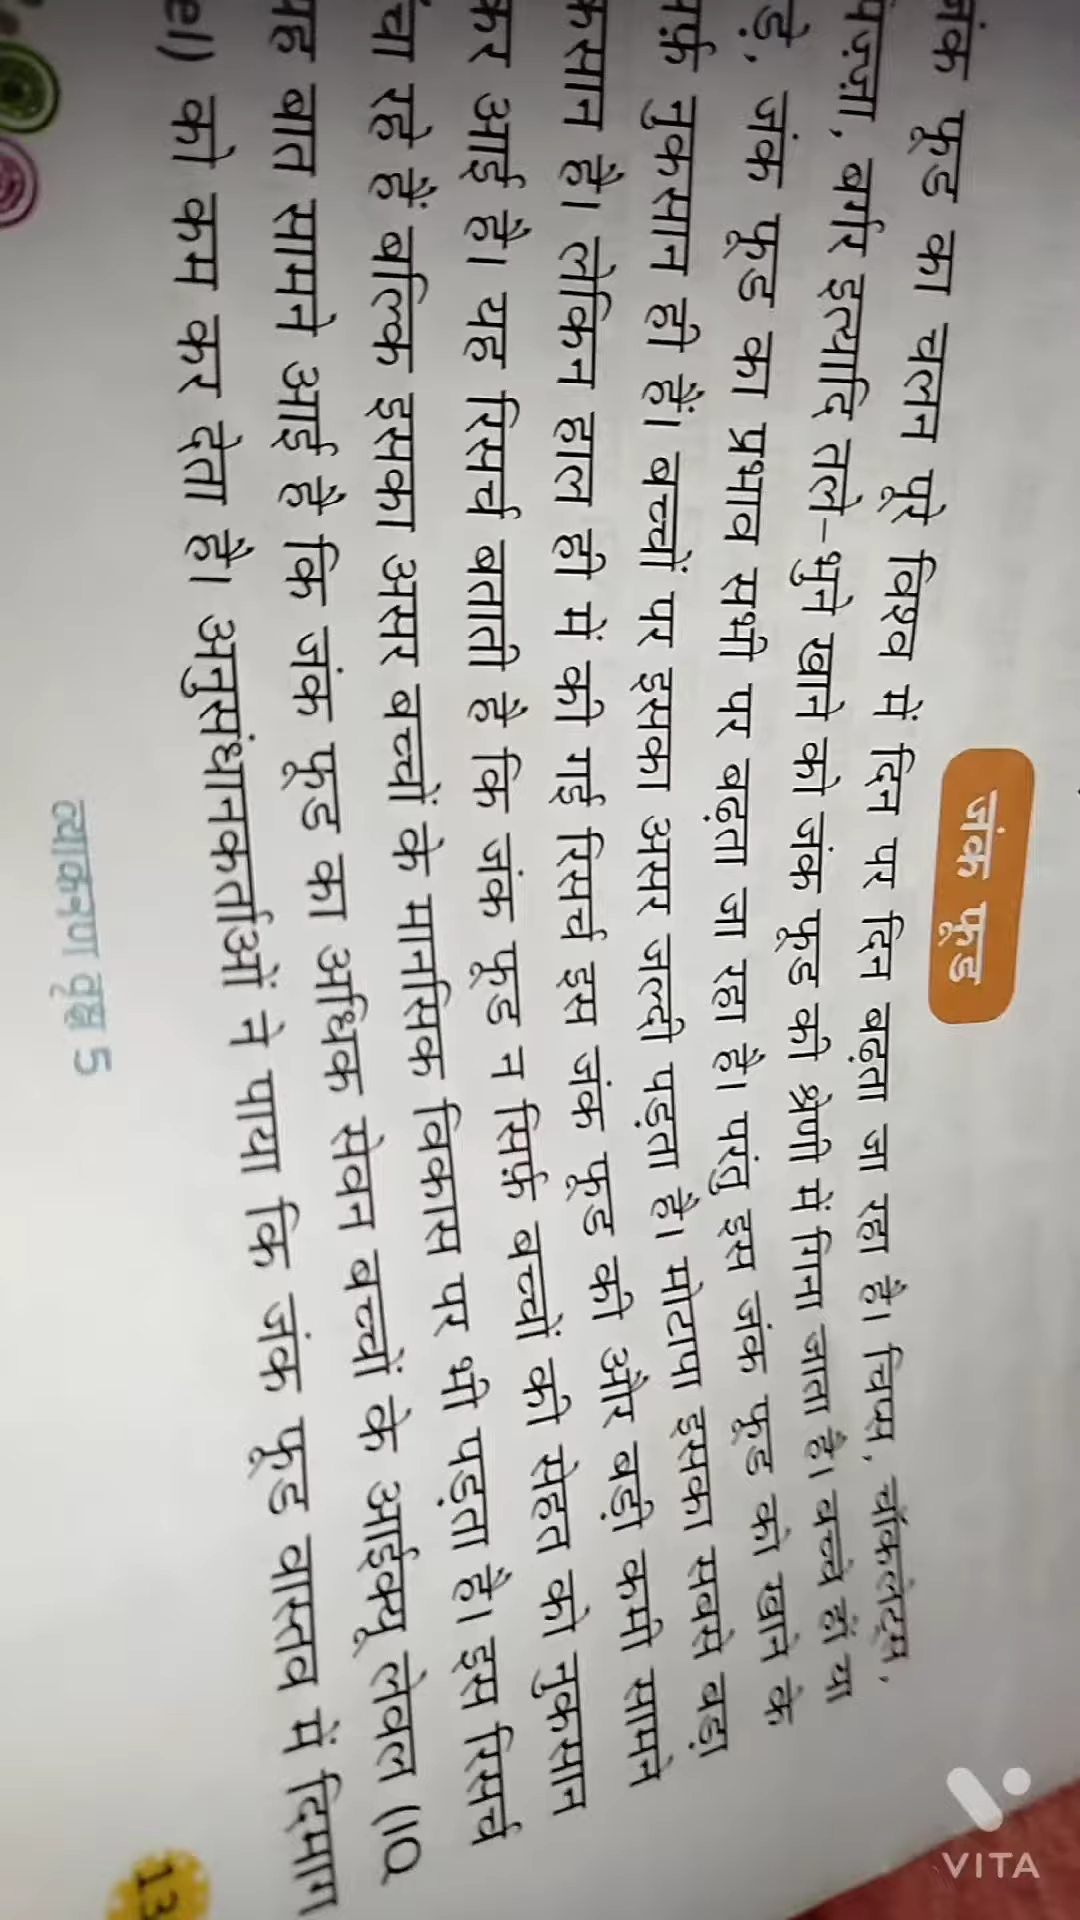 जंक फूड
जंक फूड का चलन पूरे विश्व में दिन पर दिन बढ़ता जा रहा है। चिप्स, चॉकलेट्स,
पिज़्ज़ा, बर्गर इत्यादि तले-भुने खाने को जंक फूड की श्रेणी में गिना जाता है। बच्चे हों या
ड़े, जंक फूड का प्रभाव सभी पर बढ़ता जा रहा है। परंतु इस जंक फूड को खाने के
र्फ़ नुकसान ही हैं। बच्चों पर इसका असर जल्दी पड़ता है। मोटापा इसका सबसे बड़ा
कसान है। लेकिन हाल ही में की गई रिसर्च इस जंक फूड की और बड़ी कमी सामने
कर आई है। यह रिसर्च बताती है कि जंक फूड न सिर्फ़ बच्चों की सेहत को नुकसान
चा रहे हैं बल्कि इसका असर बच्चों के मानसिक विकास पर भी पड़ता है। इस रिसर्च
यह बात सामने आई है कि जंक फूड का अधिक सेवन बच्चों के आईक्यू लेवल (IQ
el) को कम कर देता है। अनुसंधानकर्ताओं ने पाया कि जंक फूड वास्तव में दिमाग
व्याकरण वृक्ष 5
13
VITA